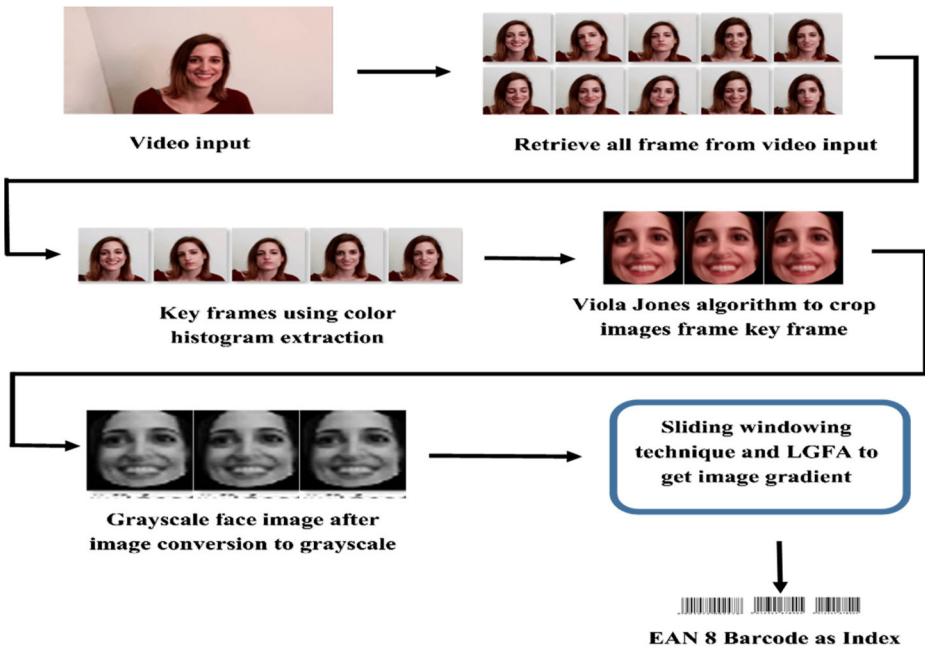 Video input
Retrieve all frame from video input
Key frames using color
histogram extraction
Viola Jones algorithm to crop
images frame key frame
Grayscale face image after
image conversion to grayscale
Sliding windowing
technique and LGFA to
get image gradient
EAN 8 Barcode as Index